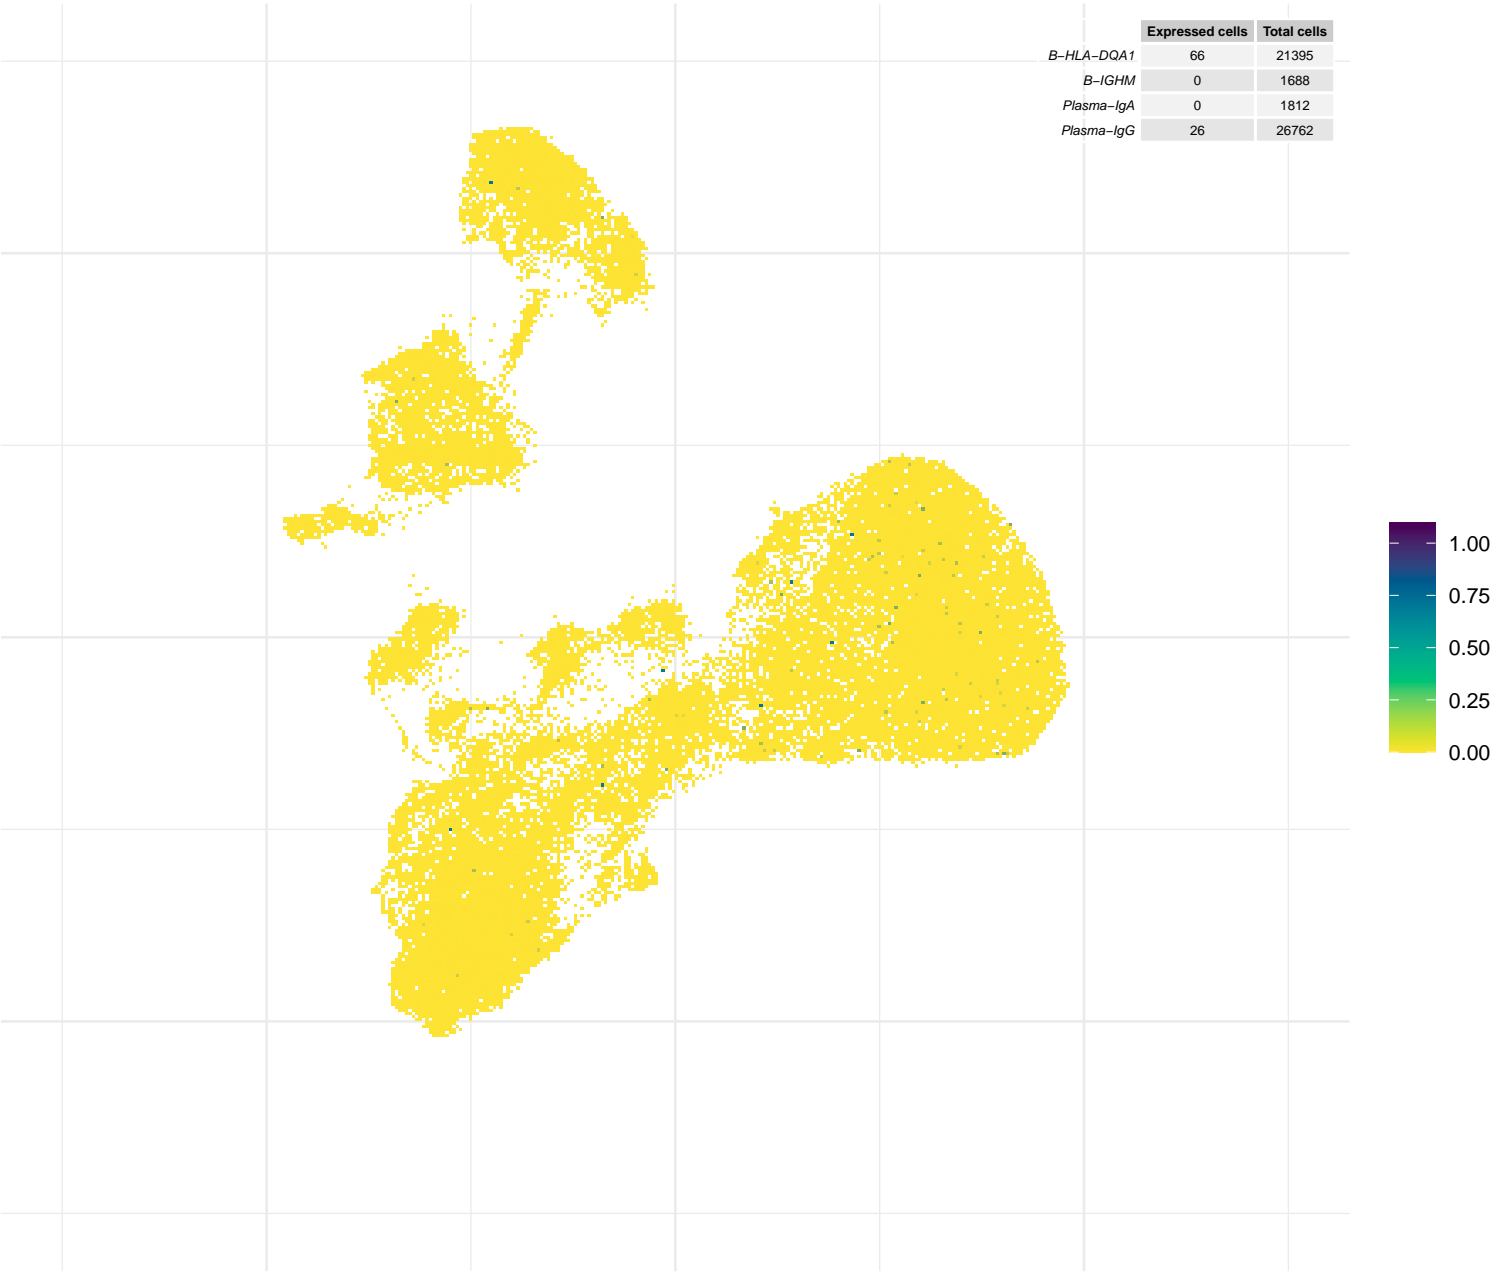 Expressed cells Total cells
B−HLA−DQA1 66 21395
B−IGHM 0 1688
Plasma−IgA 0 1812
Plasma−IgG 26 26762
1.00
0.75
0.50
0.25
0.00